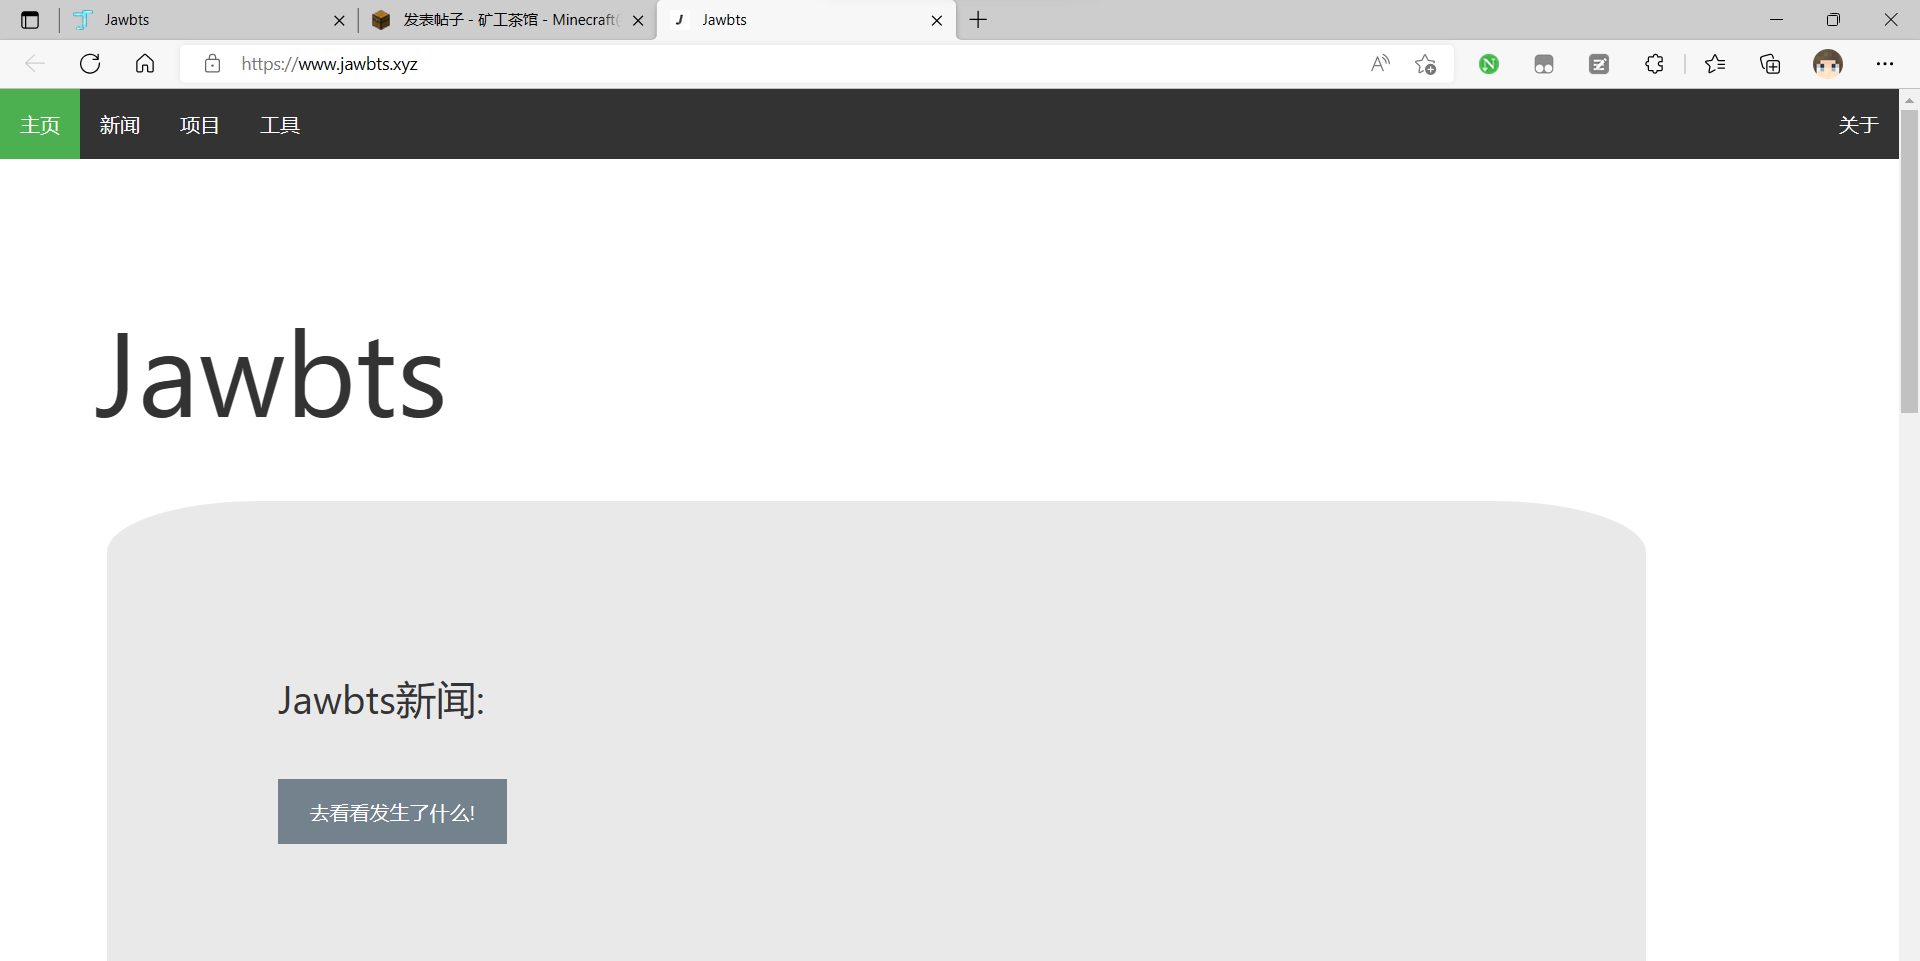 Jawbts
发表帖子 - 矿工茶馆 - Minecraft(
J Jawbts
https://www.jawbts.xyz
主页 新闻 项目 工具 关于
Jawbts
Jawbts新闻:
去看看发生了什么!